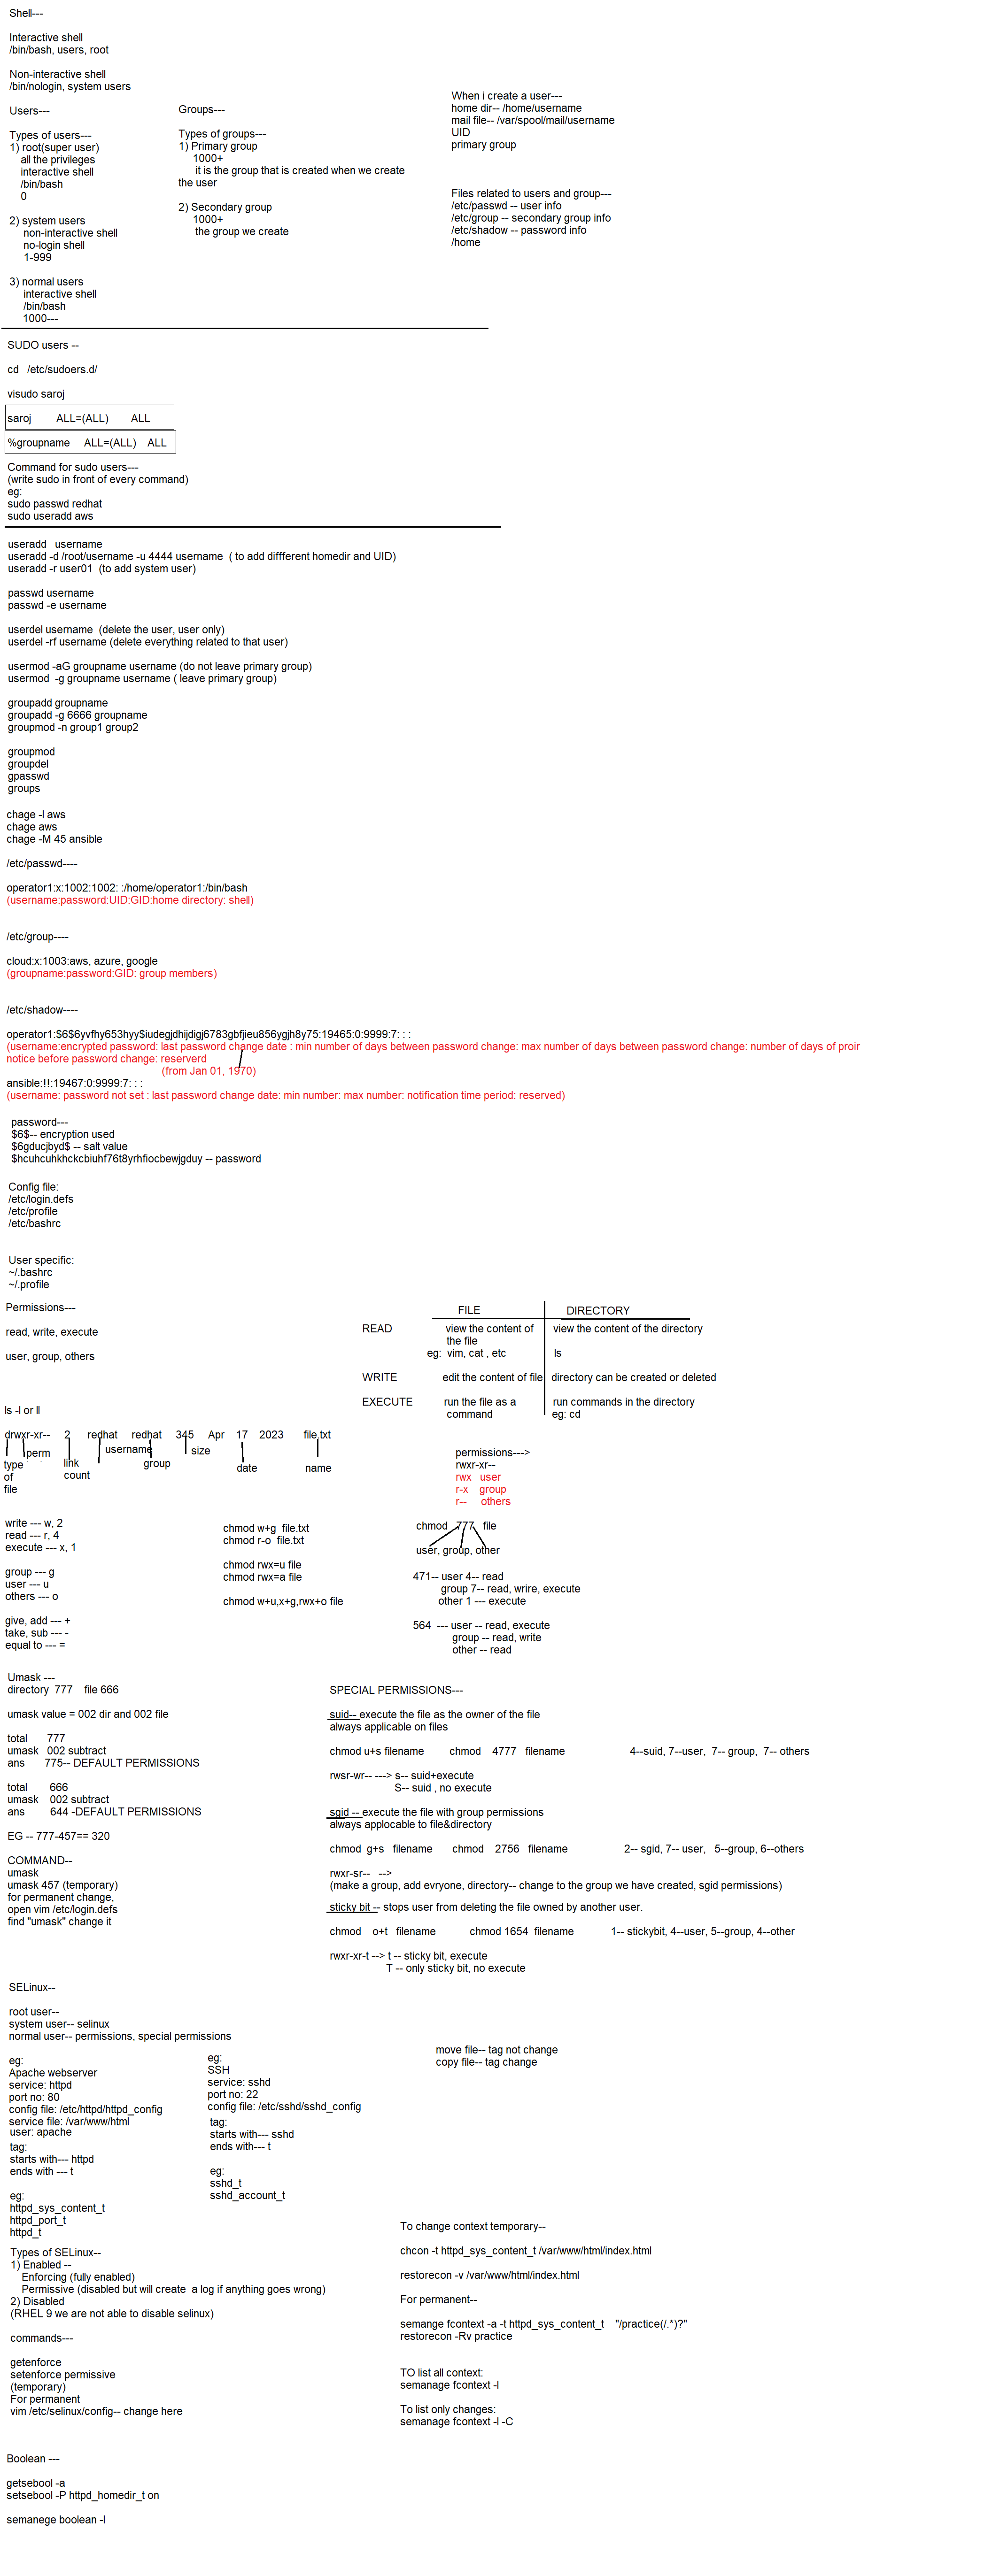 Shell---
Interactive shell
/bin/bash, users, root
Non-interactive shell
/bin/nologin, system users
Users---
Types of users---
1) root(super user)
all the privileges
interactive shell
/bin/bash
0
2) system users
non-interactive shell
no-login shell
1-999
3) normal users
interactive shell
/bin/bash
1000---
Groups---
Types of groups---
1) Primary group
1000+
it is the group that is created when we create
the user
2) Secondary group
1000+
the group we create
When i create a user---
home dir-- /home/username
mail file-- /var/spool/mail/username
UID
primary group
Files related to users and group---
/etc/passwd -- user info
/etc/group -- secondary group info
/etc/shadow -- password info
/home
SUDO users --
cd /etc/sudoers.d/
visudo saroj
saroj ALL=(ALL) ALL
%groupname ALL=(ALL) ALL
Command for sudo users---
(write sudo in front of every command)
eg:
sudo passwd redhat
sudo useradd aws
useradd username
useradd -d /root/username -u 4444 username ( to add diffferent homedir and UID)
useradd -r user01 (to add system user)
passwd username
passwd -e username
userdel username (delete the user, user only)
userdel -rf username (delete everything related to that user)
usermod -aG groupname username (do not leave primary group)
usermod -g groupname username ( leave primary group)
groupadd groupname
groupadd -g 6666 groupname
groupmod -n group1 group2
groupmod
groupdel
gpasswd
groups
chage -l aws
chage aws
chage -M 45 ansible
/etc/passwd----
operator1:x:1002:1002: :/home/operator1:/bin/bash
(username:password:UID:GID:home directory: shell)
/etc/group----
cloud:x:1003:aws, azure, google
(groupname:password:GID: group members)
/etc/shadow----
operator1:$6$6yvfhy653hyy$iudegjdhijdigj6783gbfjieu856ygjh8y75:19465:0:9999:7: : :
(username:encrypted password: last password change date : min number of days between password change: max number of days between password change: number of days of proir
notice before password change: reserverd
(from Jan 01, 1970)
ansible:!!:19467:0:9999:7: : :
(username: password not set : last password change date: min number: max number: notification time period: reserved)
password---
$6$-- encryption used
$6gducjbyd$ -- salt value
$hcuhcuhkhckcbiuhf76t8yrhfiocbewjgduy -- password
Config file:
/etc/login.defs
/etc/profile
/etc/bashrc
User specific:
~/.bashrc
~/.profile
Permissions---
read, write, execute
user, group, others
FILE DIRECTORY
READ view the content of the file view the content of the directory
eg: vim, cat , etc ls
WRITE edit the content of file directory can be created or deleted
EXECUTE run the file as a command run commands in the directory
eg: cd
ls -l or ll
drwxr-xr-- 2 redhat redhat 345 Apr 17 2023 file.txt
type of file
perm
link count
username
group
size
date
name
permissions--->
rwxr-xr--
rwx user
r-x group
r-- others
write --- w, 2
read --- r, 4
execute --- x, 1
group --- g
user --- u
others --- o
give, add --- +
take, sub --- -
equal to --- =
chmod w+g file.txt
chmod r-o file.txt
chmod rwx=u file
chmod rwx=a file
chmod w+u,x+g,rwx+o file
chmod 777 file
user, group, other
471-- user 4-- read
group 7-- read, wrire, execute
other 1 --- execute
564 --- user -- read, execute
group -- read, write
other -- read
Umask ---
directory 777 file 666
umask value = 002 dir and 002 file
total 777
umask 002 subtract
ans 775-- DEFAULT PERMISSIONS
total 666
umask 002 subtract
ans 644 -DEFAULT PERMISSIONS
EG -- 777-457== 320
COMMAND--
umask
umask 457 (temporary)
for permanent change,
open vim /etc/login.defs
find "umask" change it
SPECIAL PERMISSIONS---
suid-- execute the file as the owner of the file
always applicable on files
chmod u+s filename chmod 4777 filename 4--suid, 7--user, 7-- group, 7-- others
rwsr-wr-- ---> s-- suid+execute
S-- suid , no execute
sgid -- execute the file with group permissions
always applocable to file&directory
chmod g+s filename chmod 2756 filename 2-- sgid, 7-- user, 5--group, 6--others
rwxr-sr-- -->
(make a group, add evryone, directory-- change to the group we have created, sgid permissions)
sticky bit -- stops user from deleting the file owned by another user.
chmod o+t filename chmod 1654 filename 1-- stickybit, 4--user, 5--group, 4--other
rwxr-xr-t --> t -- sticky bit, execute
T -- only sticky bit, no execute
SELinux--
root user--
system user-- selinux
normal user-- permissions, special permissions
eg:
Apache webserver
service: httpd
port no: 80
config file: /etc/httpd/httpd_config
service file: /var/www/html
user: apache
tag:
starts with--- httpd
ends with --- t
eg:
httpd_sys_content_t
httpd_port_t
httpd_t
eg:
SSH
service: sshd
port no: 22
config file: /etc/sshd/sshd_config
tag:
starts with--- sshd
ends with--- t
eg:
sshd_t
sshd_account_t
move file-- tag not change
copy file-- tag change
Types of SELinux--
1) Enabled --
Enforcing (fully enabled)
Permissive (disabled but will create a log if anything goes wrong)
2) Disabled
(RHEL 9 we are not able to disable selinux)
commands---
getenforce
setenforce permissive
(temporary)
For permanent
vim /etc/selinux/config-- change here
To change context temporary--
chcon -t httpd_sys_content_t /var/www/html/index.html
restorecon -v /var/www/html/index.html
For permanent--
semange fcontext -a -t httpd_sys_content_t "/practice(/.*)?"
restorecon -Rv practice
TO list all context:
semanage fcontext -l
To list only changes:
semanage fcontext -l -C
Boolean ---
getsebool -a
setsebool -P httpd_homedir_t on
semanege boolean -l